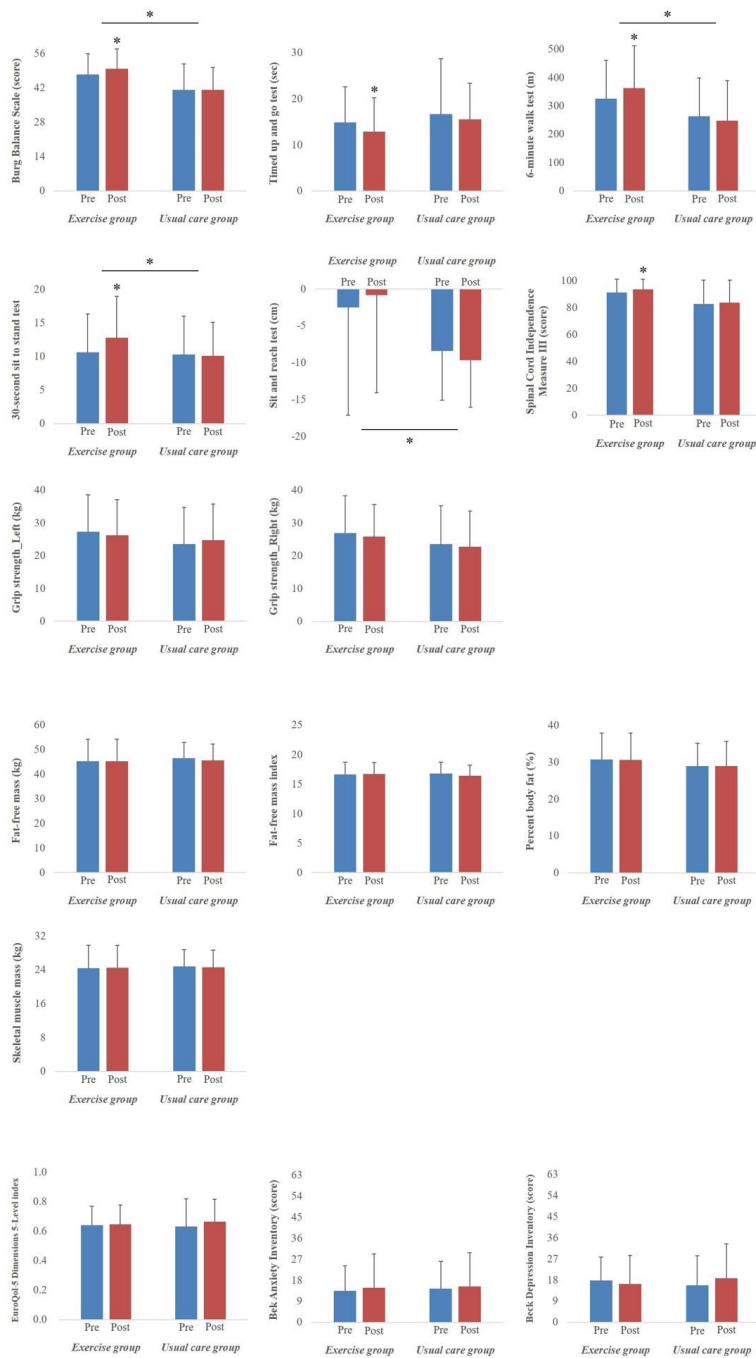 *
*
Burg Balance Scale (score)
56
42
28
14
0
Pre Post Pre Post
Exercise group Usual care group
*
Timed up and go test (sec)
30
20
10
0
Pre Post Pre Post
Exercise group Usual care group
*
*
6-minute walk test (m)
500
400
300
200
100
0
Pre Post Pre Post
Exercise group Usual care group
*
*
30-second sit to stand test
20
15
10
5
0
Pre Post Pre Post
Exercise group Usual care group
Exercise group Usual care group
Pre Post Pre Post
Sit and reach test (cm)
0
-5
-10
-15
-20
*
*
Spinal Cord Independence
Measure III (score)
100
80
60
40
20
0
Pre Post Pre Post
Exercise group Usual care group
Grip strength_Left (kg)
40
30
20
10
0
Pre Post Pre Post
Exercise group Usual care group
Grip strength_Right (kg)
40
30
20
10
0
Pre Post Pre Post
Exercise group Usual care group
Fat-free mass (kg)
60
50
40
30
20
10
0
Pre Post Pre Post
Exercise group Usual care group
Fat-free mass index
25
20
15
10
5
0
Pre Post Pre Post
Exercise group Usual care group
Percent body fat (%)
40
30
20
10
0
Pre Post Pre Post
Exercise group Usual care group
Skeletal muscle mass (kg)
32
24
16
8
0
Pre Post Pre Post
Exercise group Usual care group
EuroQol-5 Dimensions 5-Level index
1.0
0.8
0.6
0.4
0.2
0.0
Pre Post Pre Post
Exercise group Usual care group
Bek Anxiety Inventory (score)
63
54
45
36
27
18
9
0
Pre Post Pre Post
Exercise group Usual care group
Beck Depression Inventory (score)
63
54
45
36
27
18
9
0
Pre Post Pre Post
Exercise group Usual care group